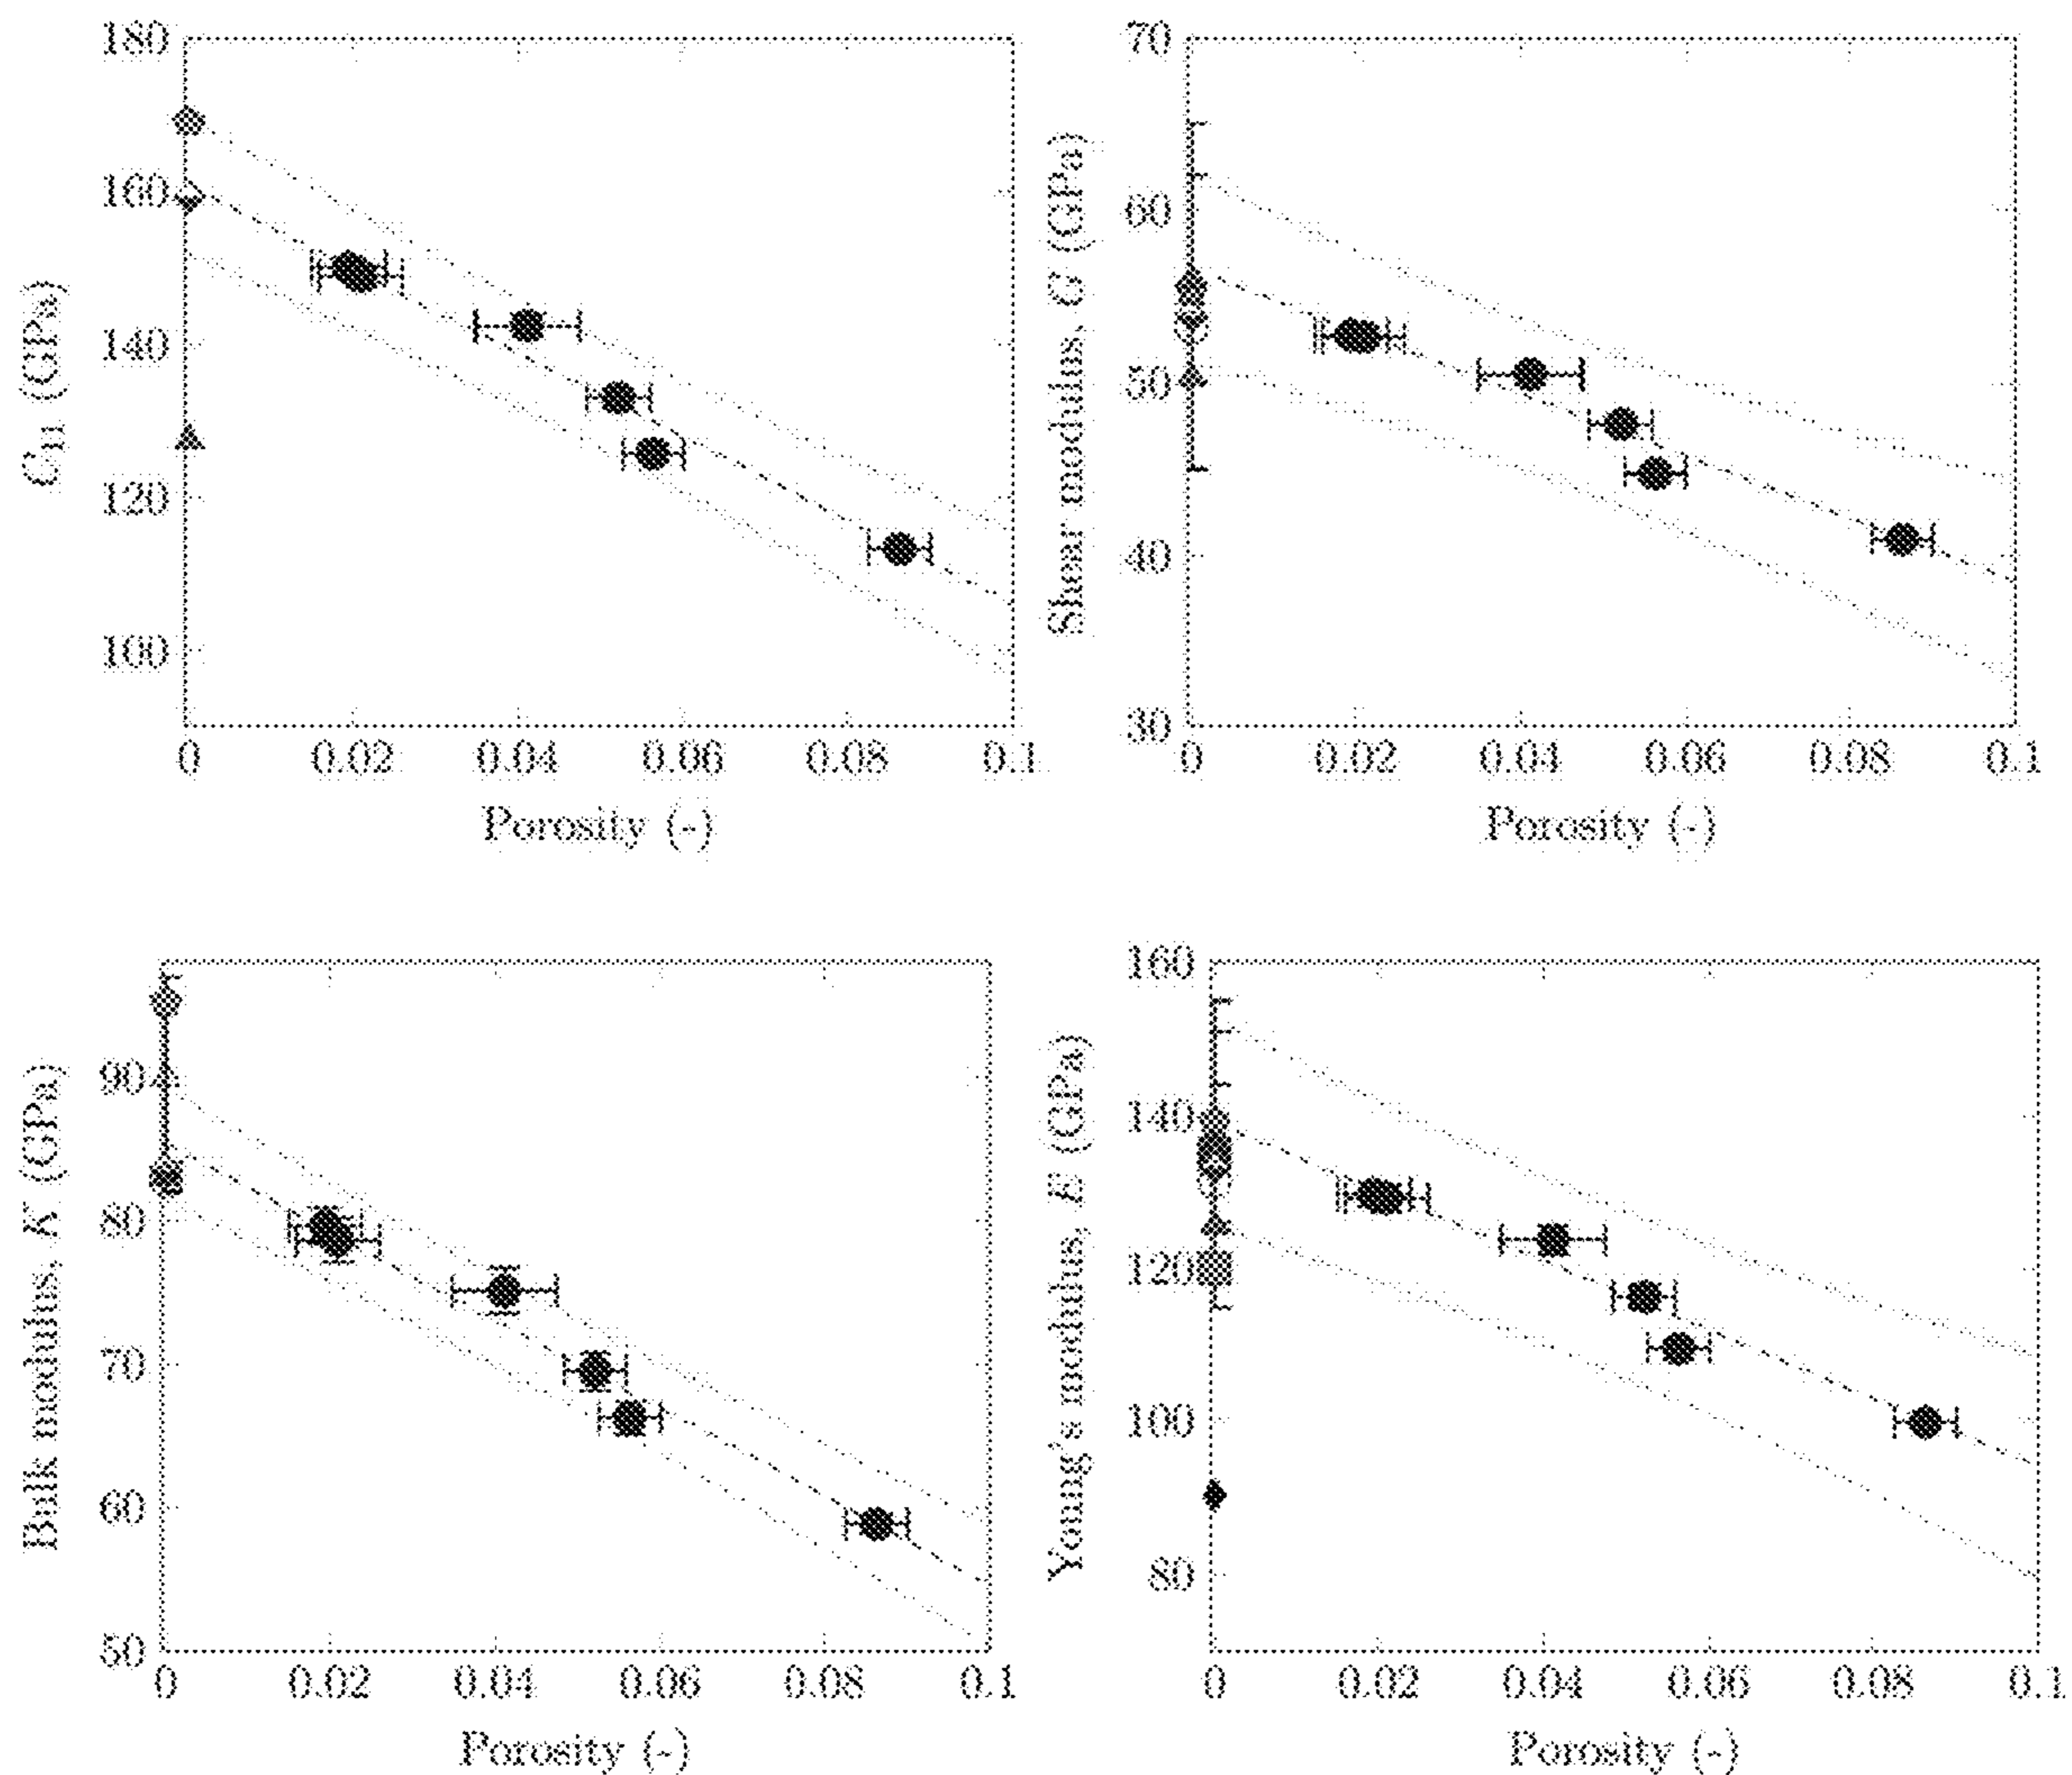 180
160
140
120
100
C11 (GPa)
0 0.02 0.04 0.06 0.08 0.1
Porosity (-)
70
60
50
40
30
Shear modulus, G (GPa)
0 0.02 0.04 0.06 0.08 0.1
Porosity (-)
90
80
70
60
50
Bulk modulus, K (GPa)
0 0.02 0.04 0.06 0.08 0.1
Porosity (-)
160
140
120
100
80
Young's modulus, E (GPa)
0 0.02 0.04 0.06 0.08 0.1
Porosity (-)